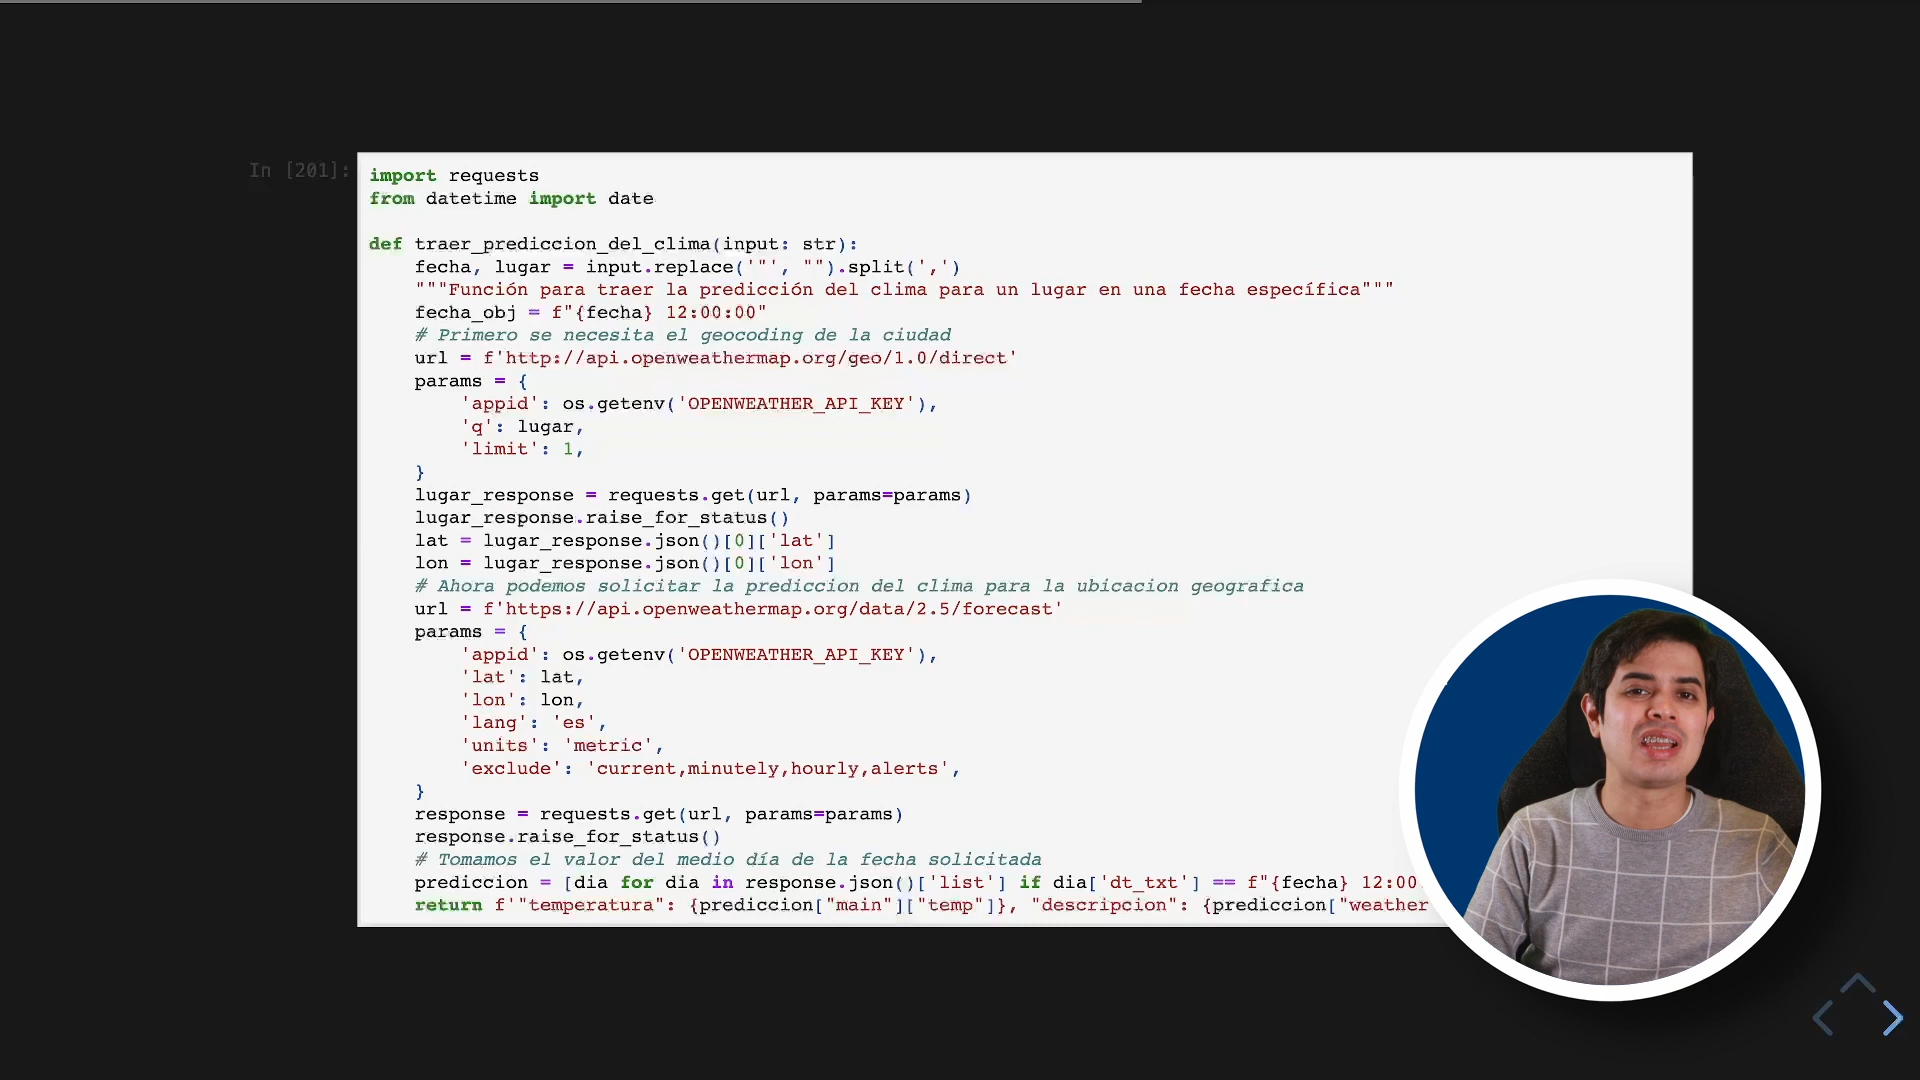 In [201]:
import requests
from datetime import date
def traer_prediccion_del_clima(input: str):
    fecha, lugar = input.replace('"', "").split(',')
    """Función para traer la predicción del clima para un lugar en una fecha específica"""
    fecha_obj = f"{fecha} 12:00:00"
    # Primero se necesita el geocoding de la ciudad
    url = f'http://api.openweathermap.org/geo/1.0/direct'
    params = {
        'appid': os.getenv('OPENWEATHER_API_KEY'),
        'q': lugar,
        'limit': 1,
    }
    lugar_response = requests.get(url, params=params)
    lugar_response.raise_for_status()
    lat = lugar_response.json()[0]['lat']
    lon = lugar_response.json()[0]['lon']
    # Ahora podemos solicitar la prediccion del clima para la ubicacion geografica
    url = f'https://api.openweathermap.org/data/2.5/forecast'
    params = {
        'appid': os.getenv('OPENWEATHER_API_KEY'),
        'lat': lat,
        'lon': lon,
        'lang': 'es',
        'units': 'metric',
        'exclude': 'current,minutely,hourly,alerts',
    }
    response = requests.get(url, params=params)
    response.raise_for_status()
    # Tomamos el valor del medio día de la fecha solicitada
    prediccion = [dia for dia in response.json()['list'] if dia['dt_txt'] == f"{fecha} 12:00
    return f'"temperatura": {prediccion["main"]["temp"]}, "descripcion": {prediccion["weather